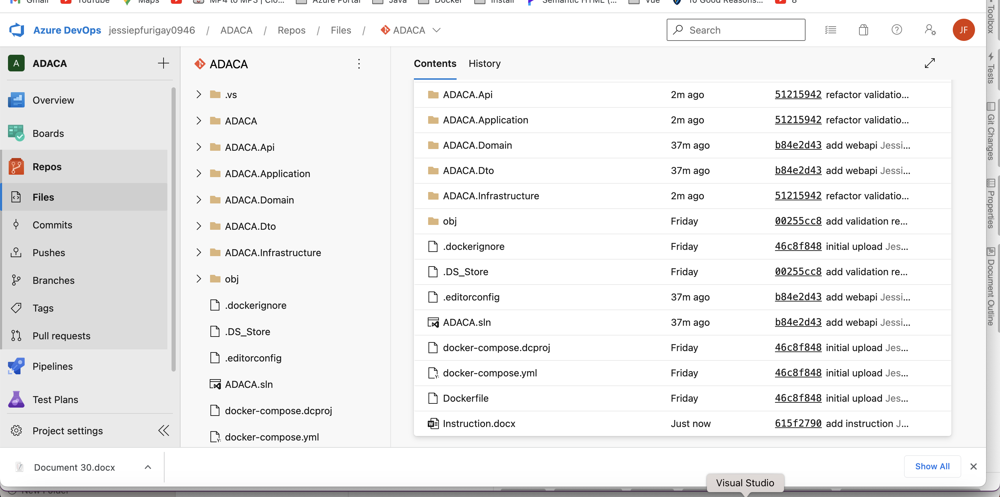 Gmail YouTube Maps MP4 to MP3 | Clo... Azure Portal Java Docker Install Semantic HTML (... Vue 10 Good Reasons... 8
Azure DevOps jessiepfurigay0946 / ADACA / Repos / Files / ADACA
Search
JF
A ADACA
Overview
Boards
Repos
Files
Commits
Pushes
Branches
Tags
Pull requests
Pipelines
Test Plans
Project settings
ADACA
.vs
ADACA
ADACA.Api
ADACA.Application
ADACA.Domain
ADACA.Dto
ADACA.Infrastructure
obj
.dockerignore
.DS_Store
.editorconfig
ADACA.sln
docker-compose.dcproj
docker-compose.yml
Contents History
ADACA.Api 2m ago 51215942 refactor validatio...
ADACA.Application 2m ago 51215942 refactor validatio...
ADACA.Domain 37m ago b84e2d43 add webapi Jessi...
ADACA.Dto 37m ago b84e2d43 add webapi Jessi...
ADACA.Infrastructure 2m ago 51215942 refactor validatio...
obj Friday 00255cc8 add validation re...
.dockerignore Friday 46c8f848 initial upload Jes...
.DS_Store Friday 00255cc8 add validation re...
.editorconfig 37m ago b84e2d43 add webapi Jessi...
ADACA.sln 37m ago b84e2d43 add webapi Jessi...
docker-compose.dcproj Friday 46c8f848 initial upload Jes...
docker-compose.yml Friday 46c8f848 initial upload Jes...
Dockerfile Friday 46c8f848 initial upload Jes...
Instruction.docx Just now 615f2790 add instruction J...
Toolbox
Tests
Git Changes
Properties
Document Outline
Document 30.docx
Show All
Visual Studio
New Folder